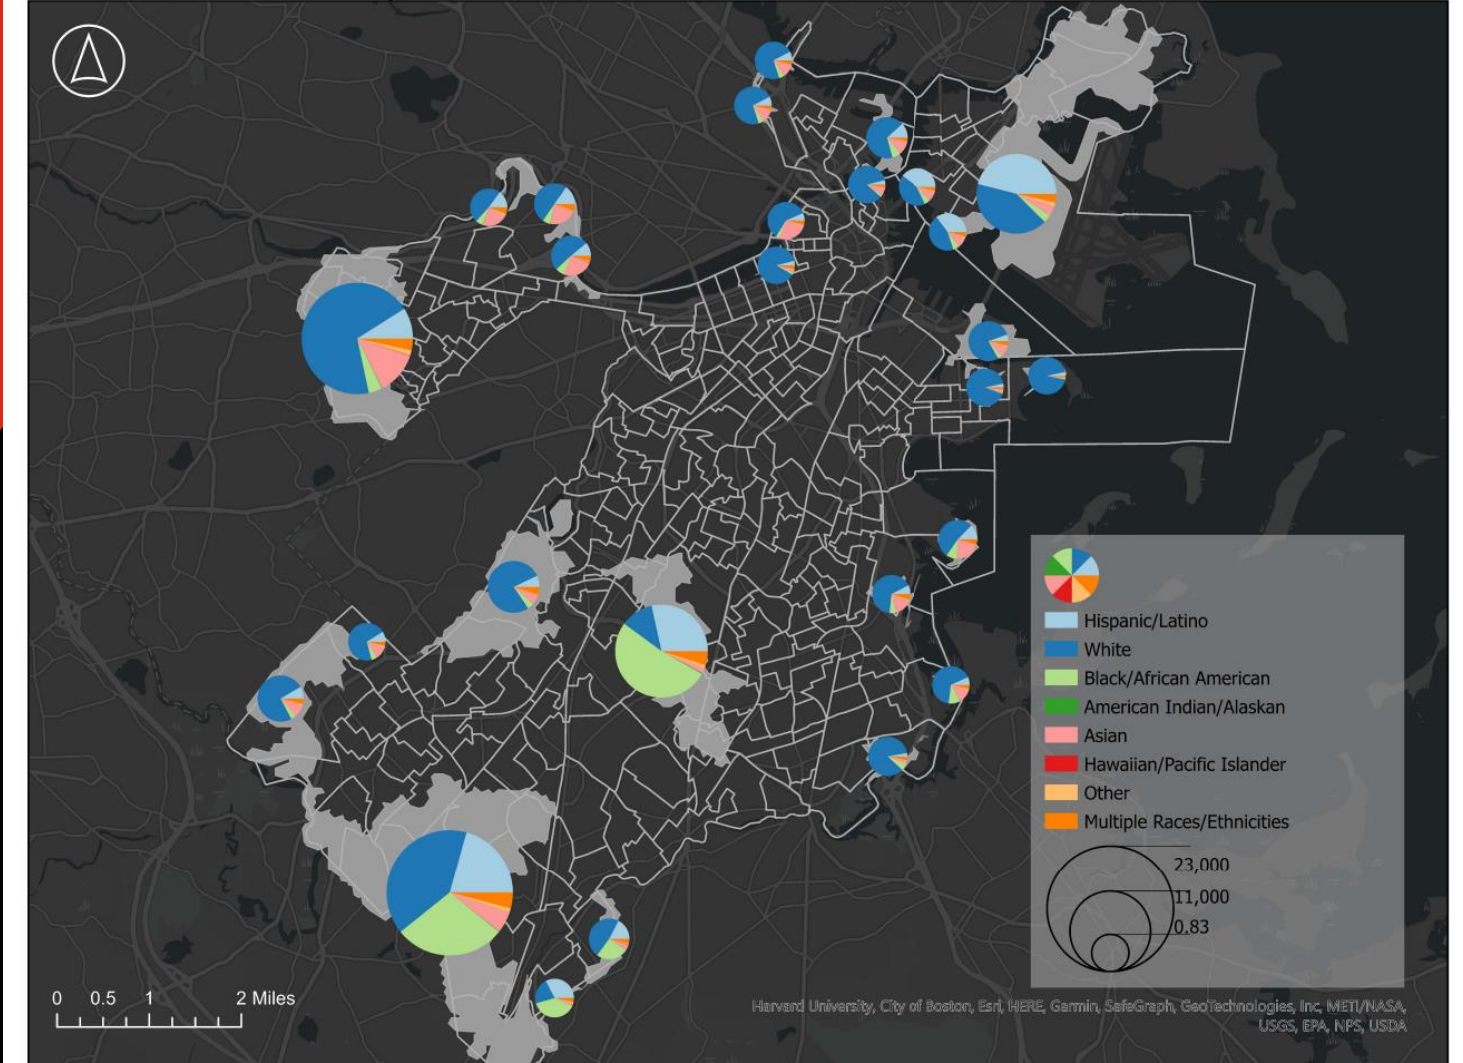 Hispanic/Latino
White
Black/African American
American Indian/Alaskan
Asian
Hawaiian/Pacific Islander
Other
Multiple Races/Ethnicities
23,000
11,000
0.83
0 0.5 1 2 Miles
Harvard University, City of Boston, Esri, HERE, Garmin, SafeGraph, GeoTechnologies, Inc, METI/NASA,
USGS, EPA, NPS, USDA